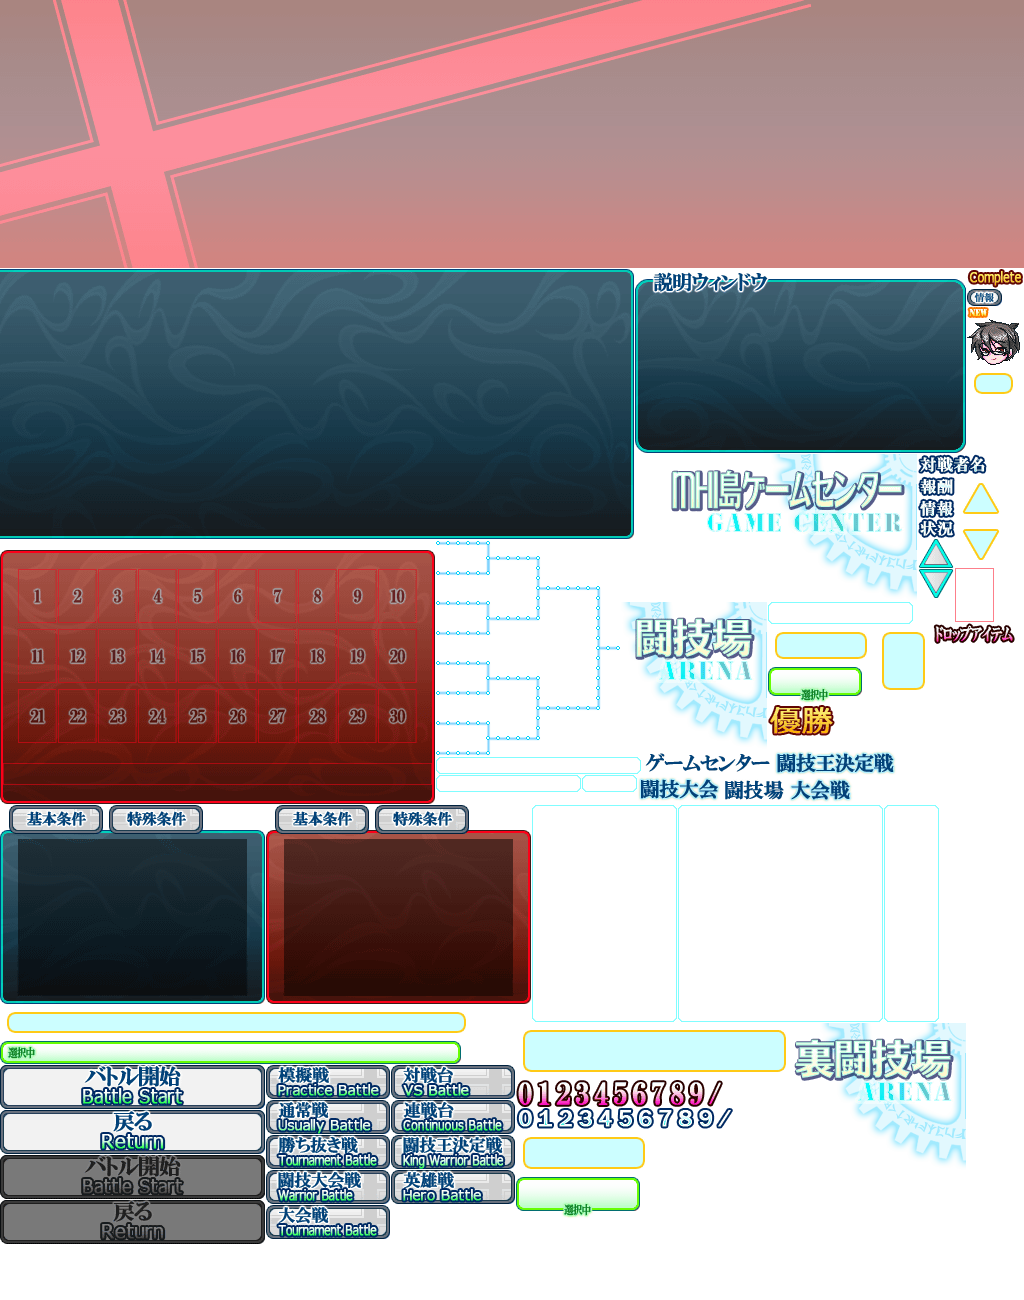 説明ウィンドウ
Complete
情報
NEW
MHI島ゲームセンター
GAME CENTER
対戦者名
報酬
情報
状況
ドロップアイテム
1 2 3 4 5 6 7 8 9 10
11 12 13 14 15 16 17 18 19 20
21 22 23 24 25 26 27 28 29 30
闘技場
ARENA
選択中
優勝
ゲームセンター 闘技王決定戦
闘技大会 闘技場 大会戦
基本条件 特殊条件 基本条件 特殊条件
選択中
裏闘技場
ARENA
バトル開始
Battle Start
戻る
Return
バトル開始
Battle Start
戻る
Return
模擬戦
Practice Battle
対戦台
VS Battle
通常戦
Usually Battle
連戦台
Continuous Battle
勝ち抜き戦
Tournament Battle
闘技王決定戦
King Warrior Battle
闘技大会戦
Warrior Battle
英雄戦
Hero Battle
大会戦
Tournament Battle
0123456789/
0123456789/
選択中